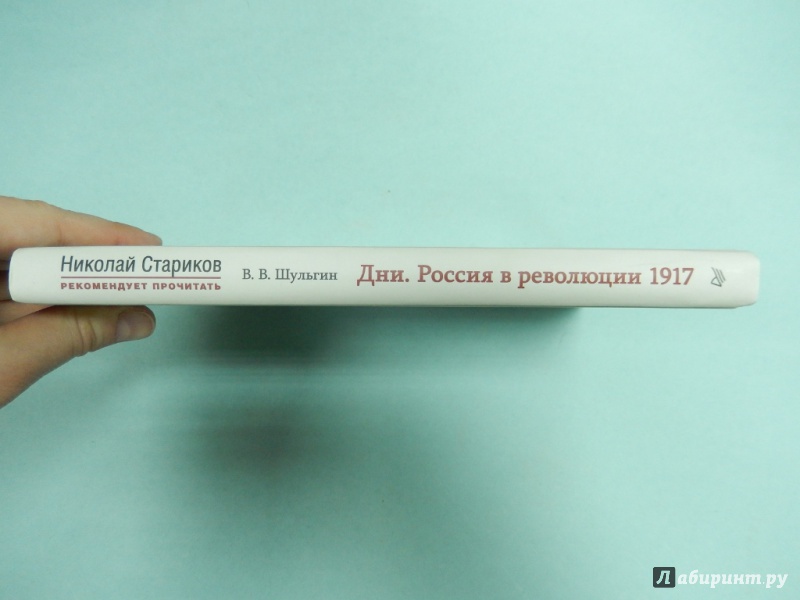 Николай Стариков
РЕКОМЕНДУЕТ ПРОЧИТАТЬ
В. В. Шульгин
Дни. Россия в революции 1917
Лабиринт.ру